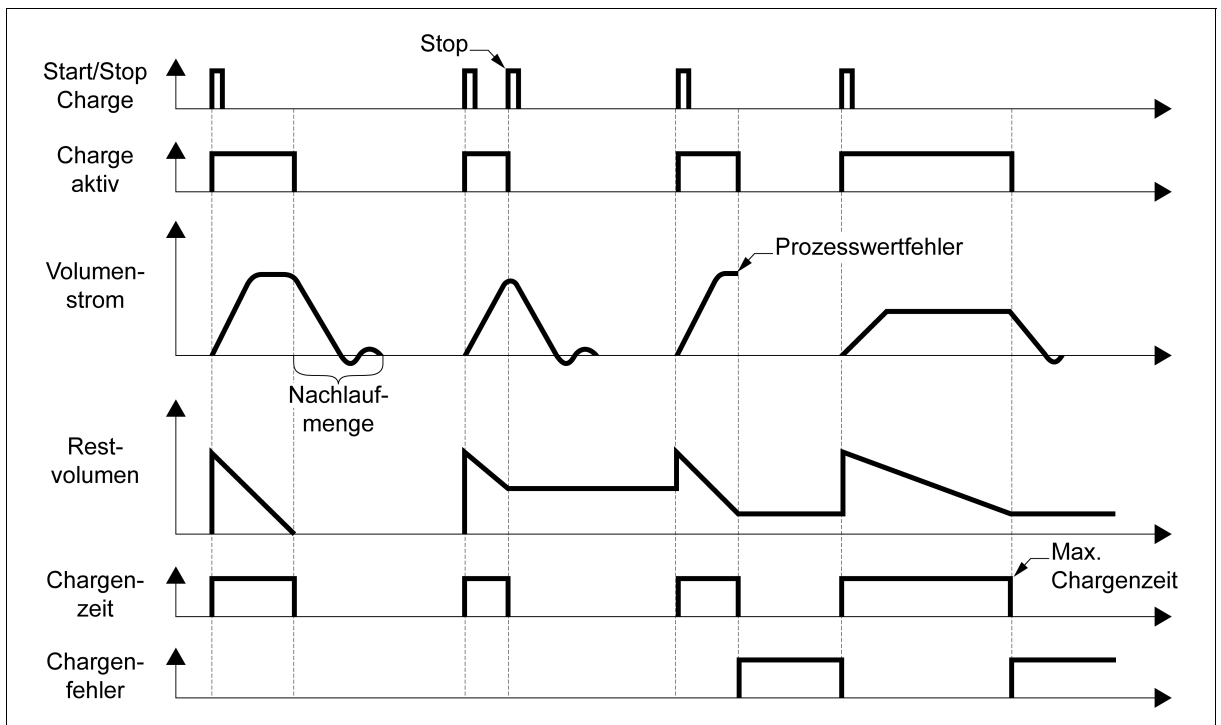 Stop
Start/Stop
Charge
Charge
aktiv
Prozesswertfehler
Volumen-
strom
Nachlauf-
menge
Rest-
volumen
Max.
Chargenzeit
Chargen-
zeit
Chargen-
fehler